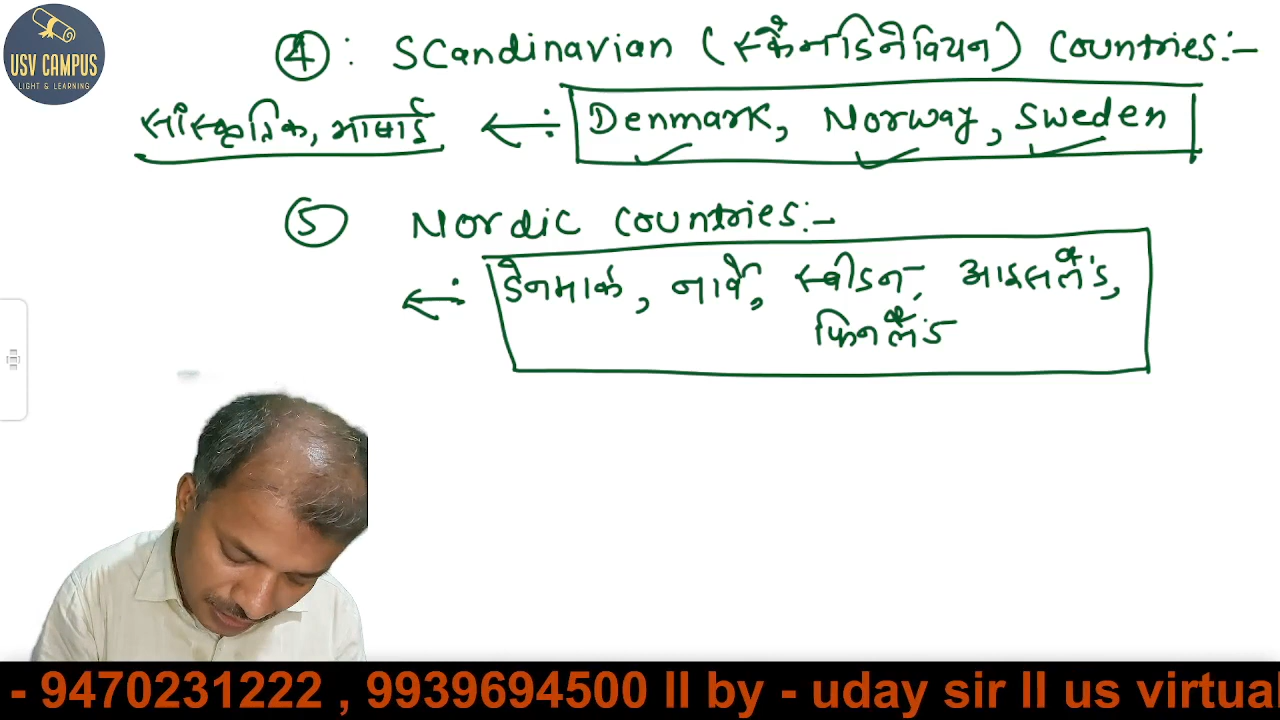 USV CAMPUS
LIGHT & LEARNING
④ : Scandinavian (स्कैनडिनेवियन) Countries:-
सांस्कृतिक, भाषाई ← : Denmark, Norway, Sweden
⑤ Nordic Countries:-
← : डेनमार्क, नार्वे, स्वीडन, आइसलैंड,
फिनलैंड
- 9470231222 , 9939694500 ll by - uday sir ll us virtual